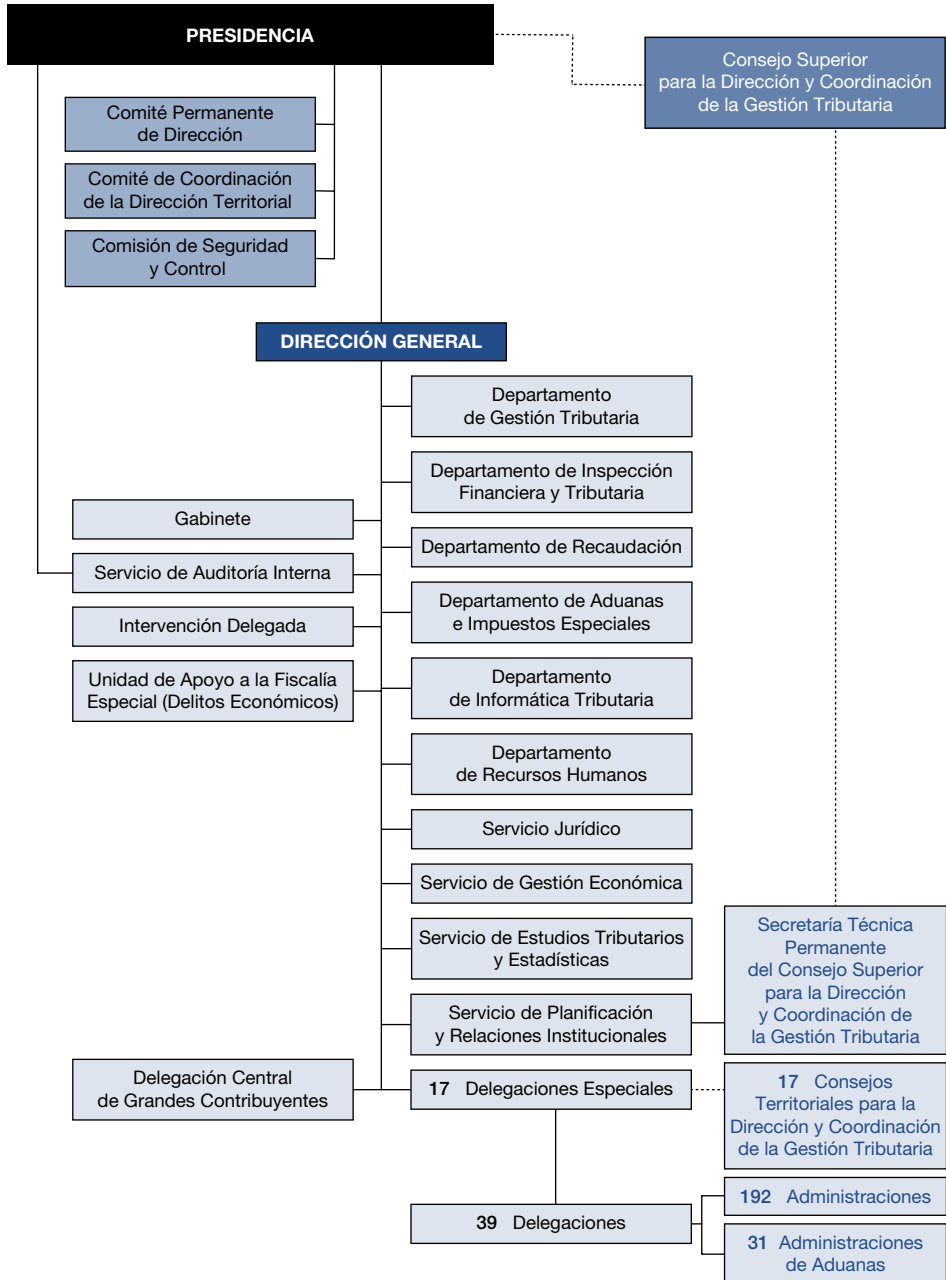 PRESIDENCIA
Consejo Superior
para la Dirección y Coordinación
de la Gestión Tributaria
Comité Permanente
de Dirección
Comité de Coordinación
de la Dirección Territorial
Comisión de Seguridad
y Control
DIRECCIÓN GENERAL
Departamento
de Gestión Tributaria
Departamento de Inspección
Financiera y Tributaria
Gabinete
Departamento de Recaudación
Servicio de Auditoría Interna
Departamento de Aduanas
e Impuestos Especiales
Intervención Delegada
Unidad de Apoyo a la Fiscalía
Especial (Delitos Económicos)
Departamento
de Informática Tributaria
Departamento
de Recursos Humanos
Servicio Jurídico
Servicio de Gestión Económica
Servicio de Estudios Tributarios
y Estadísticas
Servicio de Planificación
y Relaciones Institucionales
Secretaría Técnica
Permanente
del Consejo Superior
para la Dirección
y Coordinación de
la Gestión Tributaria
Delegación Central
de Grandes Contribuyentes
17 Delegaciones Especiales
17 Consejos
Territoriales para la
Dirección y Coordinación
de la Gestión Tributaria
39 Delegaciones
192 Administraciones
31 Administraciones
de Aduanas